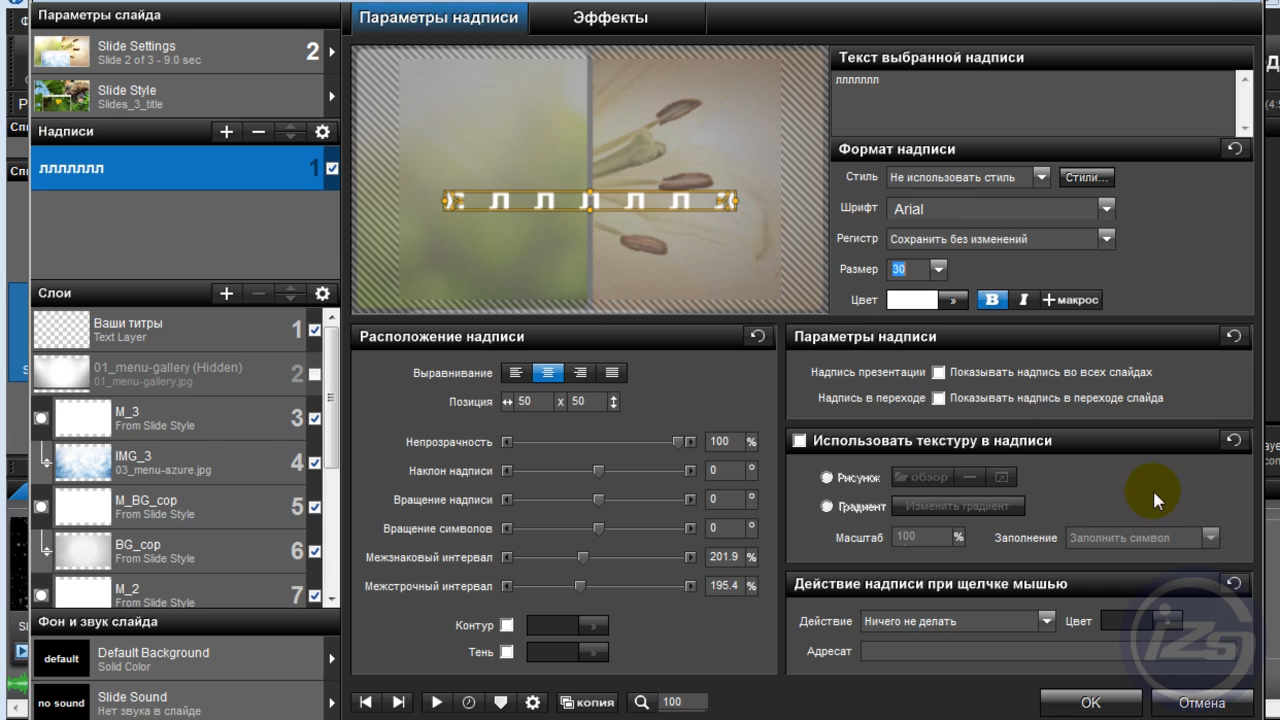 Параметры слайда
Slide Settings
Slide 2 of 3 - 9.0 sec
2
Slide Style
Slides_3_title
Надписи
ллллллл
1
Слои
Ваши титры
Text Layer
1
01_menu-gallery (Hidden)
01_menu-gallery.jpg
2
M_3
From Slide Style
3
IMG_3
03_menu-azure.jpg
4
M_BG_cop
From Slide Style
5
BG_cop
From Slide Style
6
M_2
From Slide Style
7
Фон и звук слайда
default
Default Background
Solid Color
no sound
Slide Sound
Нет звука в слайде
Параметры надписи
Эффекты
л л л л л л л
Текст выбранной надписи
ллллллл
Формат надписи
Стиль
Не использовать стиль
Стили...
Шрифт
Arial
Регистр
Сохранить без изменений
Размер
30
Цвет
»
B
I
+макрос
Расположение надписи
Выравнивание
Позиция
50
x
50
Непрозрачность
100
%
Наклон надписи
0
°
Вращение надписи
0
°
Вращение символов
0
°
Межзнаковый интервал
201.9
%
Межстрочный интервал
195.4
%
Контур
»
Тень
»
Параметры надписи
Надпись презентации
Показывать надпись во всех слайдах
Надпись в переходе
Показывать надпись в переходе слайда
Использовать текстуру в надписи
Рисунок
обзор
Градиент
Изменить градиент
Масштаб
100
%
Заполнение
Заполнить символ
Действие надписи при щелчке мышью
Действие
Ничего не делать
Цвет
»
Адресат
копия
100
OK
Отмена
iZs